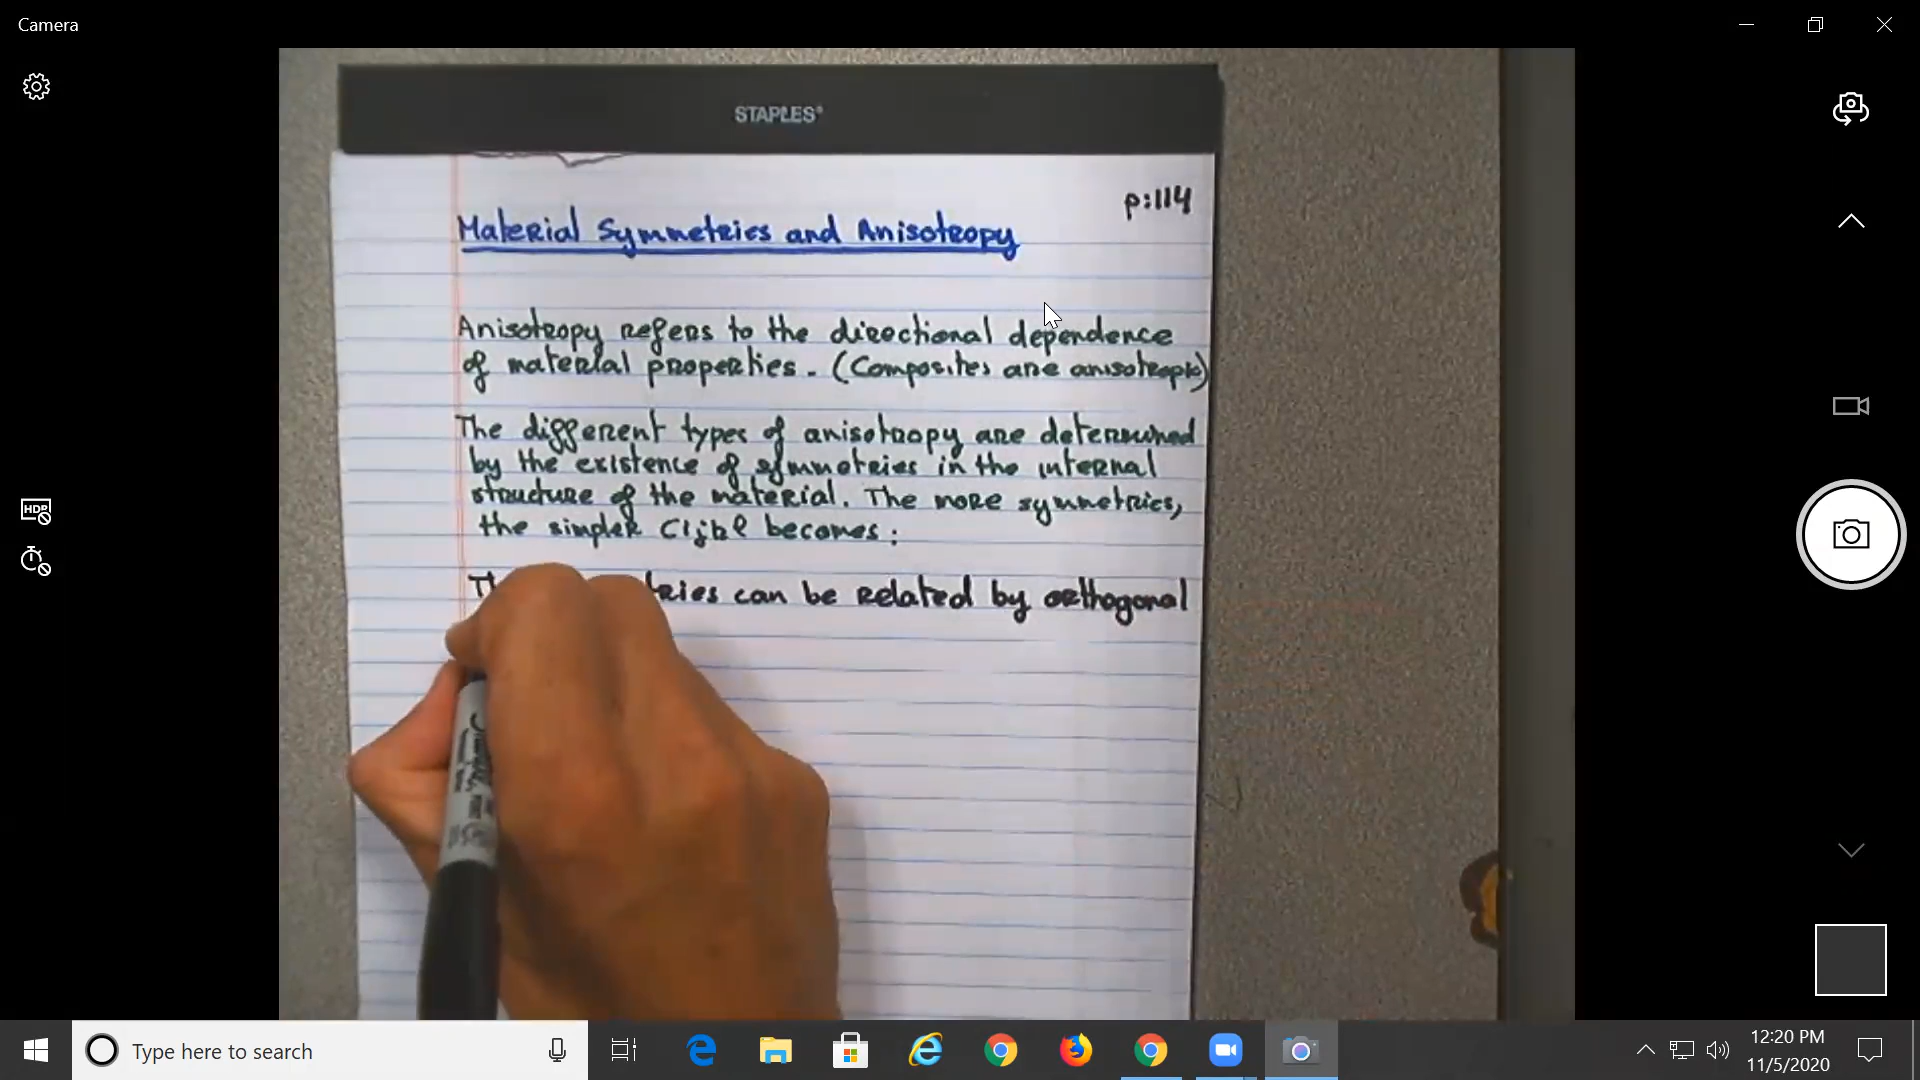 Camera
STAPLES
p:114
Material Symmetries and Anisotropy
Anisotropy refers to the directional dependence
of material properties. (Composites are anisotropic)
The different types of anisotropy are determined
by the existence of symmetries in the internal
structure of the material. The more symmetries,
the simpler Cijkl becomes:
can be related by orthogonal
Type here to search
12:20 PM
11/5/2020